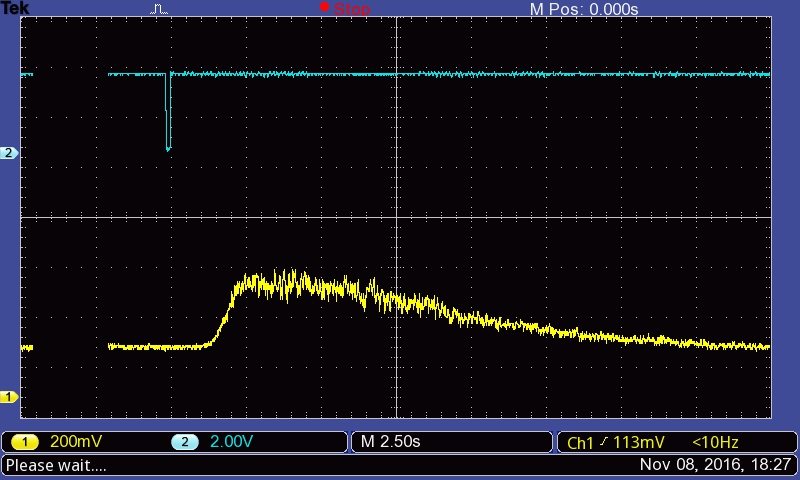 Tek Stop M Pos: 0.000s
2
1
1 200mV 2 2.00V M 2.50s Ch1 113mV <10Hz
Please wait.... Nov 08, 2016, 18:27